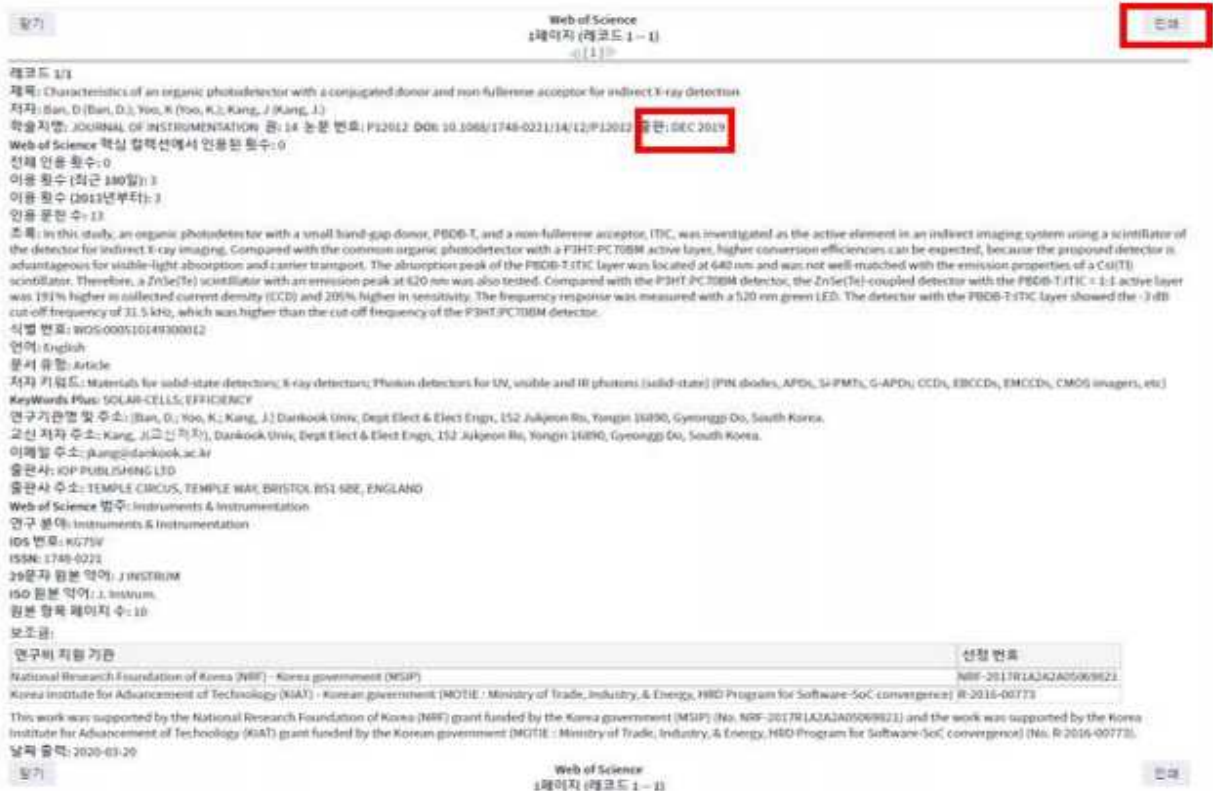 닫기
Web of Science
1페이지 (레코드 1 -- 1)
[1]
인쇄
레코드 1/1
제목: Characteristics of an organic photodetector with a conjugated donor and non-fullerene acceptor for indirect X-ray detection
저자: Ban, D (Ban, D.); Yoo, K (Yoo, K.); Kang, J (Kang, J.)
학술지명: JOURNAL OF INSTRUMENTATION 권: 14 논문 번호: P12012 DOI: 10.1088/1748-0221/14/12/P12012 출판: DEC 2019
Web of Science 핵심 컬렉션에서 인용된 횟수: 0
전체 인용 횟수: 0
이용 횟수 (최근 180일): 3
이용 횟수 (2013년부터): 3
인용 문헌 수: 13
초록: In this study, an organic photodetector with a small band-gap donor, PBDB-T, and a non-fullerene acceptor, ITIC, was investigated as the active element in an indirect imaging system using a scintillator of
the detector for indirect X-ray imaging. Compared with the common organic photodetector with a P3HT:PC70BM active layer, higher conversion efficiencies can be expected, because the proposed detector is
advantageous for visible-light absorption and carrier transport. The absorption peak of the PBDB-T:ITIC layer was located at 640 nm and was not well-matched with the emission properties of a CsI(Tl)
scintillator. Therefore, a ZnSe(Te) scintillator with an emission peak at 620 nm was also tested. Compared with the P3HT:PC70BM detector, the ZnSe(Te)-coupled detector with the PBDB-T:ITIC = 1:1 active layer
was 191% higher in collected current density (CCD) and 205% higher in sensitivity. The frequency response was measured with a 520 nm green LED. The detector with the PBDB-T:ITIC layer showed the -3 dB
cut-off frequency of 31.5 kHz, which was higher than the cut-off frequency of the P3HT:PC70BM detector.
식별 번호: WOS:000510149300012
언어: English
문서 유형: Article
저자 키워드: Materials for solid-state detectors; X-ray detectors; Photon detectors for UV, visible and IR photons (solid-state) (PIN diodes, APDs, Si-PMTs, G-APDs, CCDs, EBCCDs, EMCCDs, CMOS imagers, etc)
KeyWords Plus: SOLAR-CELLS; EFFICIENCY
연구기관명 및 주소: [Ban, D.; Yoo, K.; Kang, J.] Dankook Univ, Dept Elect & Elect Engn, 152 Jukjeon Ro, Yongin 16890, Gyeonggi Do, South Korea.
교신 저자 주소: Kang, J(교신저자), Dankook Univ, Dept Elect & Elect Engn, 152 Jukjeon Ro, Yongin 16890, Gyeonggi Do, South Korea.
이메일 주소: jkang@dankook.ac.kr
출판사: IOP PUBLISHING LTD
출판사 주소: TEMPLE CIRCUS, TEMPLE WAY, BRISTOL BS1 6BE, ENGLAND
Web of Science 범주: Instruments & Instrumentation
연구 분야: Instruments & Instrumentation
IDS 번호: KG7SV
ISSN: 1748-0221
29문자 원본 약어: J INSTRUM
ISO 원본 약어: J. Instrum.
원본 항목 페이지 수: 10
보조금:
연구비 지원 기관 선정 번호
National Research Foundation of Korea (NRF) - Korea government (MSIP) NRF-2017R1A2A2A05069821
Korea Institute for Advancement of Technology (KIAT) - Korean government (MOTIE : Ministry of Trade, Industry, & Energy, HRD Program for Software-SoC convergence) R-2016-00773
This work was supported by the National Research Foundation of Korea (NRF) grant funded by the Korea government (MSIP) (No. NRF-2017R1A2A2A05069821) and the work was supported by the Korea
Institute for Advancement of Technology (KIAT) grant funded by the Korean government (MOTIE : Ministry of Trade, Industry, & Energy, HRD Program for Software-SoC convergence) (No. R-2016-00773).
날짜 출력: 2020-03-20
닫기
Web of Science
1페이지 (레코드 1 -- 1)
인쇄